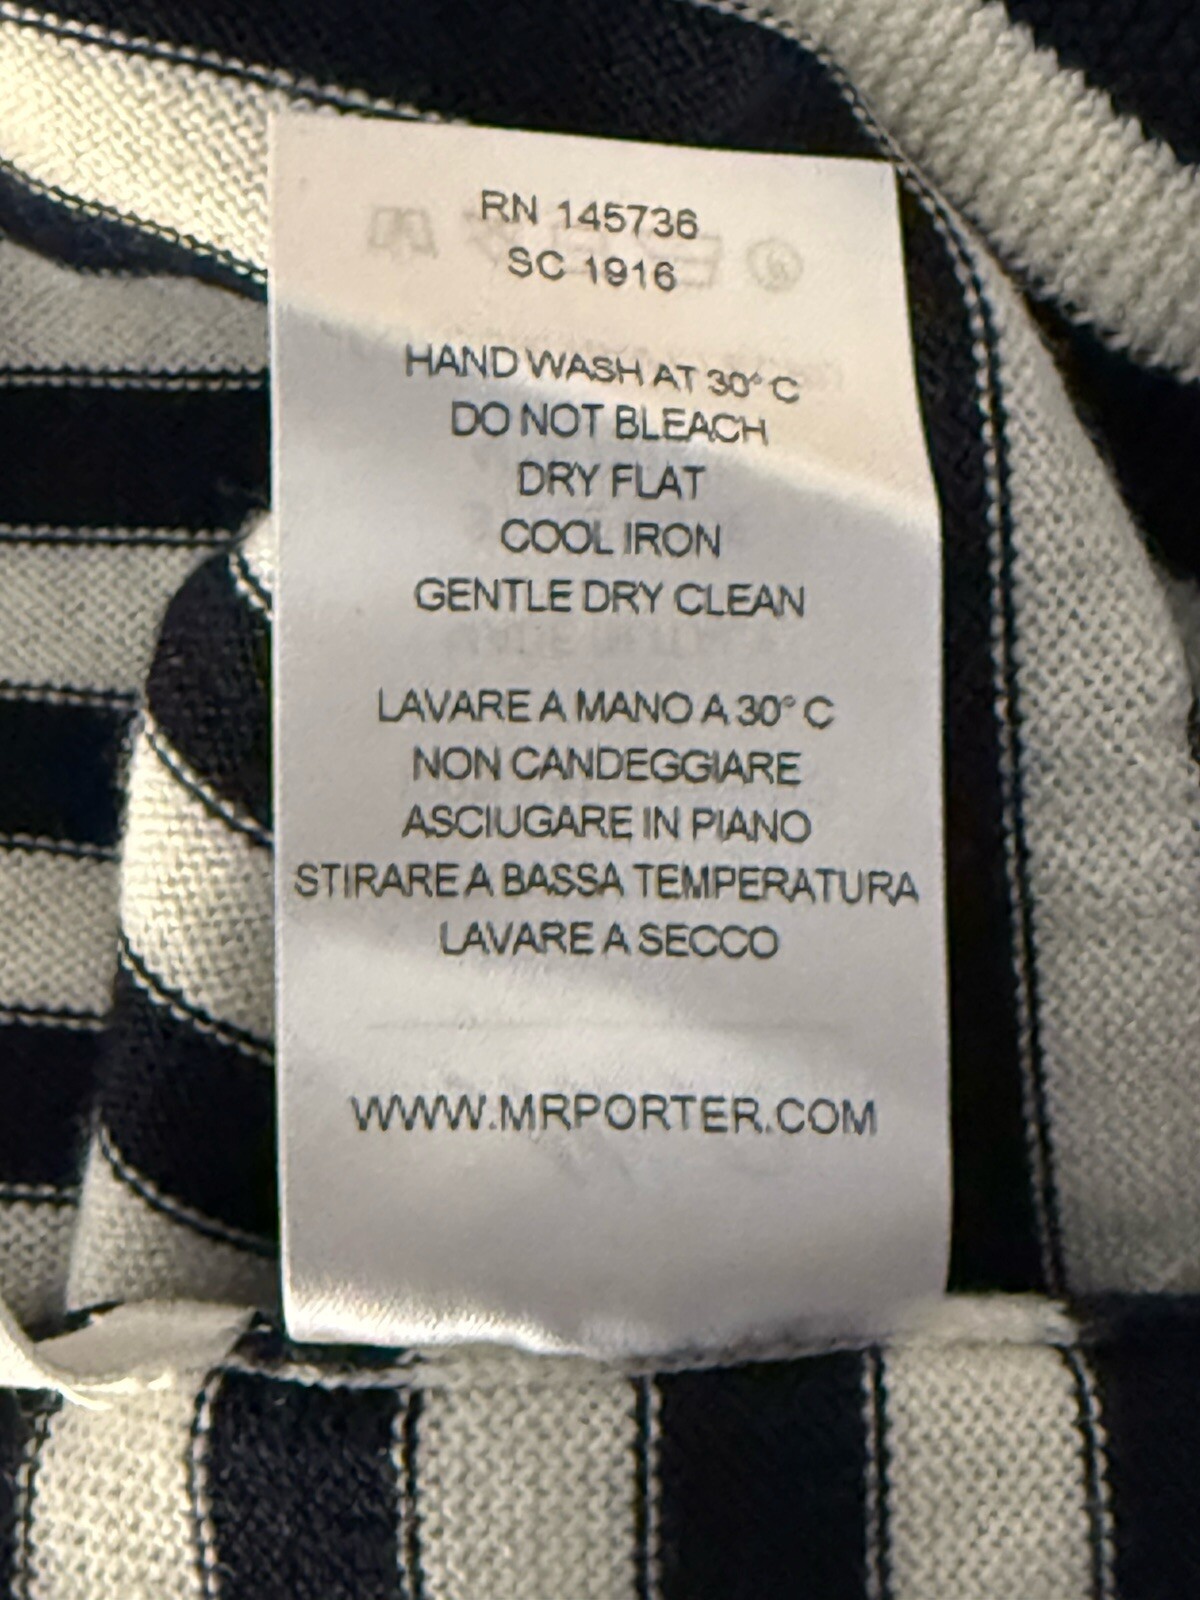 RN 145736
SC 1916
HAND WASH AT 30° C
DO NOT BLEACH
DRY FLAT
COOL IRON
GENTLE DRY CLEAN
LAVARE A MANO A 30° C
NON CANDEGGIARE
ASCIUGARE IN PIANO
STIRARE A BASSA TEMPERATURA
LAVARE A SECCO
WWW.MRPORTER.COM